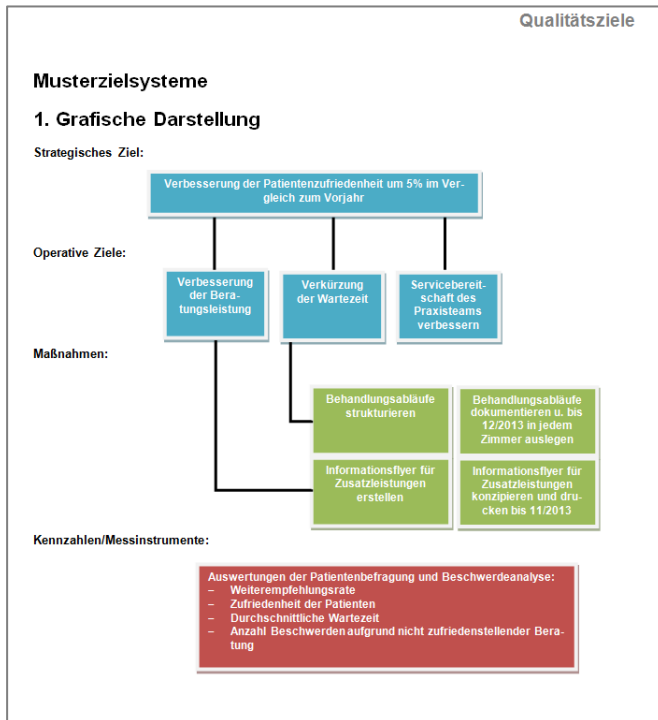 Qualitätsziele
Musterzielsysteme
1. Grafische Darstellung
Strategisches Ziel:
Verbesserung der Patientenzufriedenheit um 5% im Ver-
gleich zum Vorjahr
Operative Ziele:
Verbesserung
der Bera-
tungsleistung
Verkürzung
der Wartezeit
Servicebereit-
schaft des
Praxisteams
verbessern
Maßnahmen:
Behandlungsabläufe
strukturieren
Behandlungsabläufe
dokumentieren u. bis
12/2013 in jedem
Zimmer auslegen
Informationsflyer für
Zusatzleistungen
erstellen
Informationsflyer für
Zusatzleistungen
konzipieren und dru-
cken bis 11/2013
Kennzahlen/Messinstrumente:
Auswertungen der Patientenbefragung und Beschwerdeanalyse:
– Weiterempfehlungsrate
– Zufriedenheit der Patienten
– Durchschnittliche Wartezeit
– Anzahl Beschwerden aufgrund nicht zufriedenstellender Bera-
tung